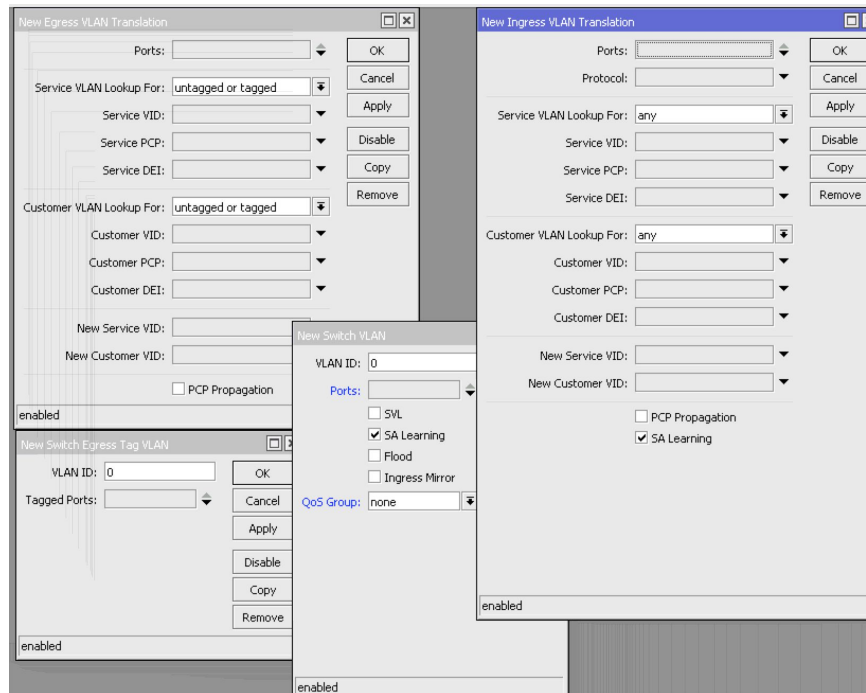 New Egress VLAN Translation
Ports:
OK
Cancel
Service VLAN Lookup For: untagged or tagged
Apply
Service VID:
Service PCP:
Disable
Service DEI:
Copy
Remove
Customer VLAN Lookup For: untagged or tagged
Customer VID:
Customer PCP:
Customer DEI:
New Service VID:
New Customer VID:
PCP Propagation
enabled
New Ingress VLAN Translation
Ports:
OK
Protocol:
Cancel
Apply
Service VLAN Lookup For: any
Service VID:
Disable
Service PCP:
Copy
Service DEI:
Remove
Customer VLAN Lookup For: any
Customer VID:
Customer PCP:
Customer DEI:
New Service VID:
New Customer VID:
PCP Propagation
SA Learning
enabled
New Switch VLAN
VLAN ID: 0
Ports:
SVL
SA Learning
Flood
Ingress Mirror
QoS Group: none
enabled
New Switch Egress Tag VLAN
VLAN ID: 0
OK
Tagged Ports:
Cancel
Apply
Disable
Copy
Remove
enabled